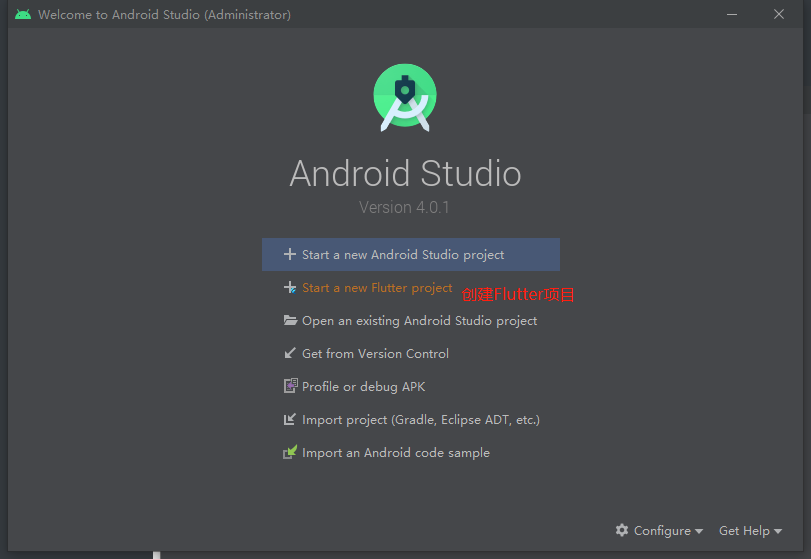 Welcome to Android Studio (Administrator)
Android Studio
Version 4.0.1
Start a new Android Studio project
Start a new Flutter project 创建Flutter项目
Open an existing Android Studio project
Get from Version Control
Profile or debug APK
Import project (Gradle, Eclipse ADT, etc.)
Import an Android code sample
Configure Get Help